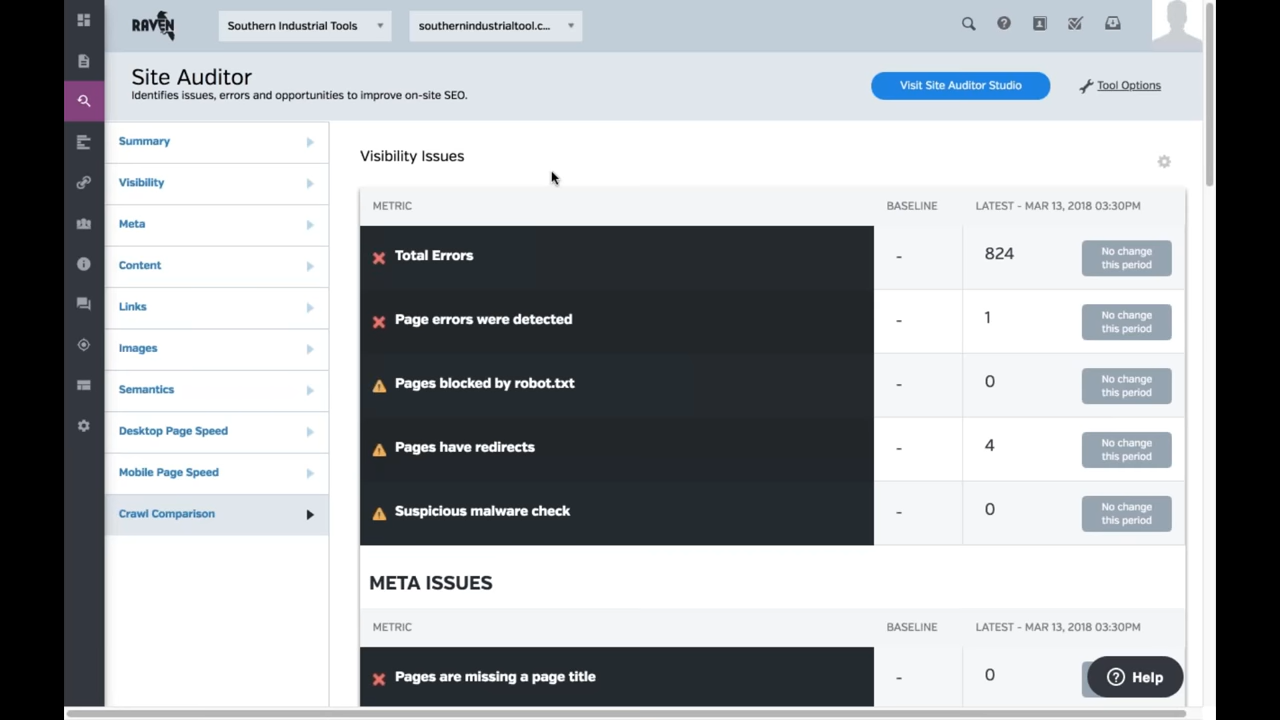 RAVEN
Southern Industrial Tools
southernindustrialtool.c...
Site Auditor
Identifies issues, errors and opportunities to improve on-site SEO.
Visit Site Auditor Studio
Tool Options
Summary
Visibility
Meta
Content
Links
Images
Semantics
Desktop Page Speed
Mobile Page Speed
Crawl Comparison
Visibility Issues
METRIC BASELINE LATEST - MAR 13, 2018 03:30PM
Total Errors - 824 No change
this period
Page errors were detected - 1 No change
this period
Pages blocked by robot.txt - 0 No change
this period
Pages have redirects - 4 No change
this period
Suspicious malware check - 0 No change
this period
META ISSUES
METRIC BASELINE LATEST - MAR 13, 2018 03:30PM
Pages are missing a page title - 0
Help